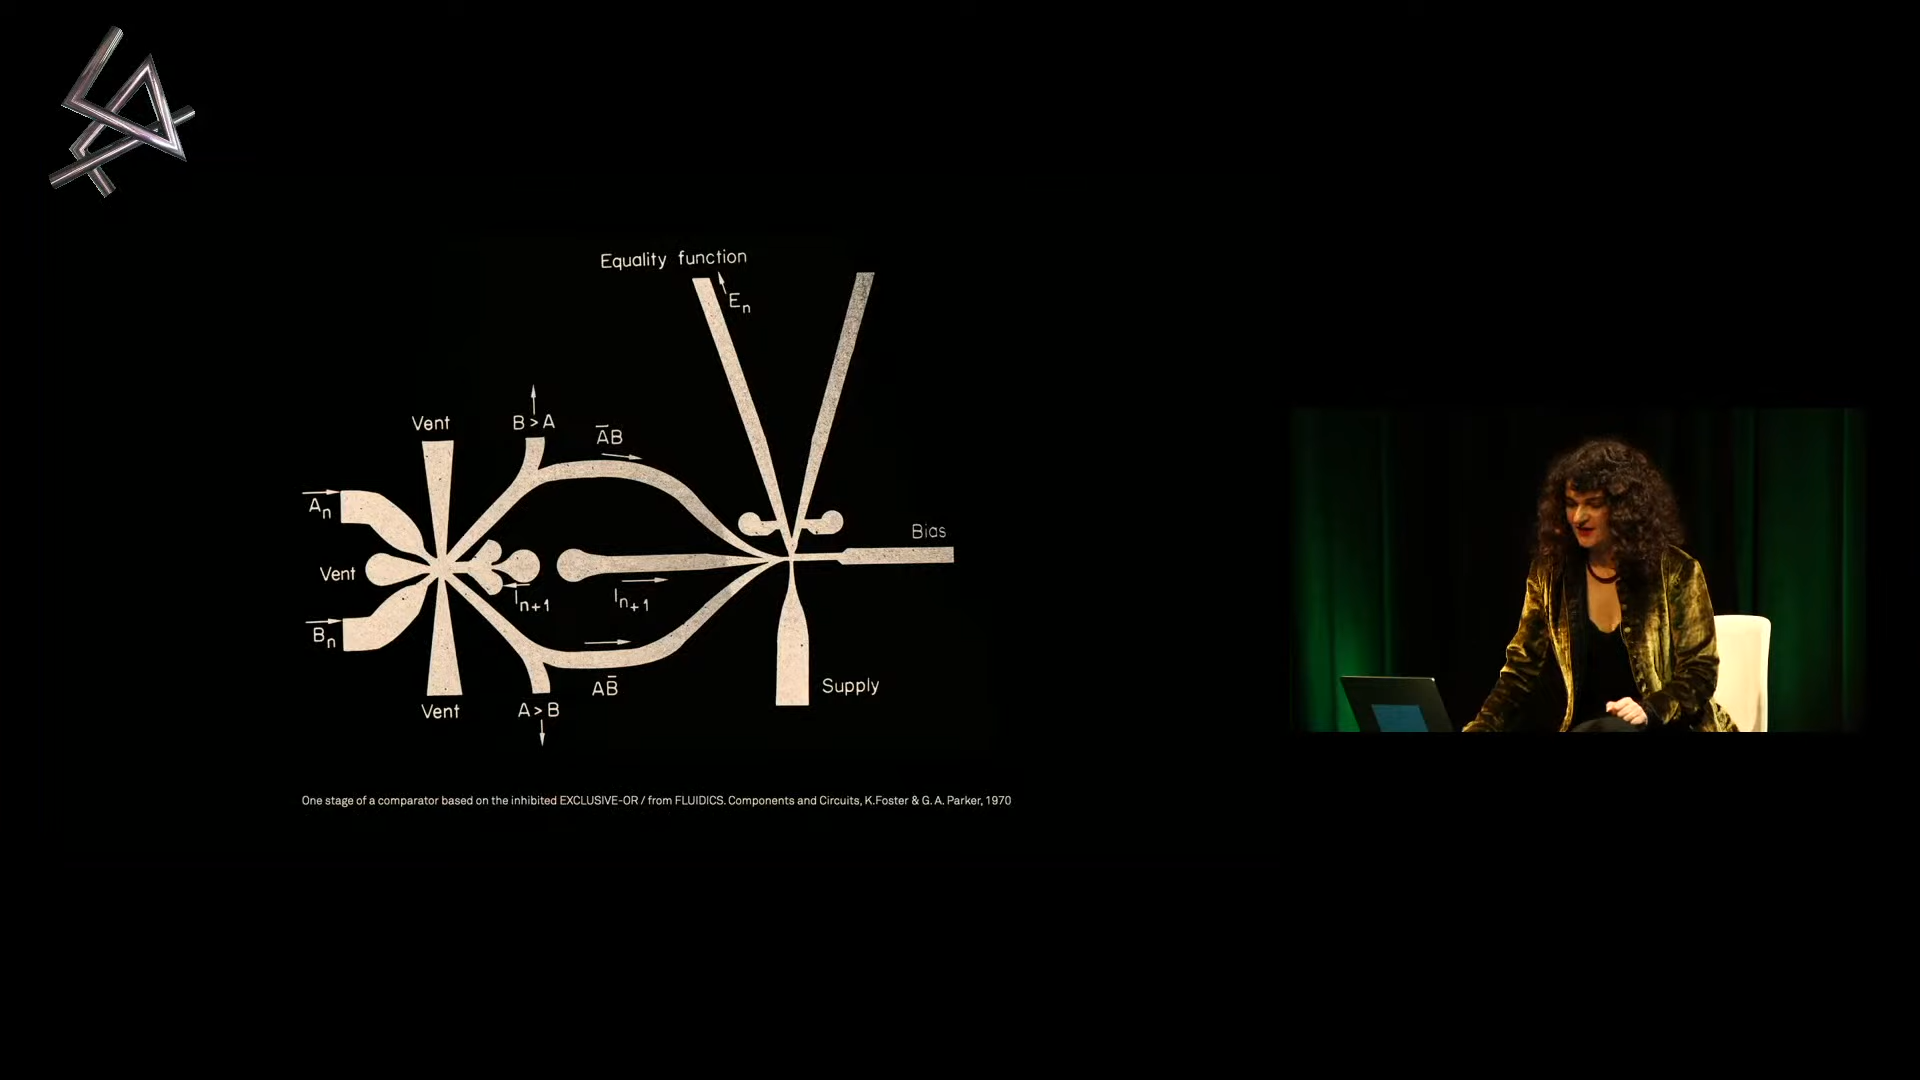 Equality function
Eₙ
Vent
B > A
A̅B
Aₙ
Bias
Vent
Iₙ₊₁
Iₙ₊₁
Bₙ
AB̅
Supply
Vent
A > B
One stage of a comparator based on the inhibited EXCLUSIVE-OR / from FLUIDICS. Components and Circuits, K.Foster & G. A. Parker, 1970